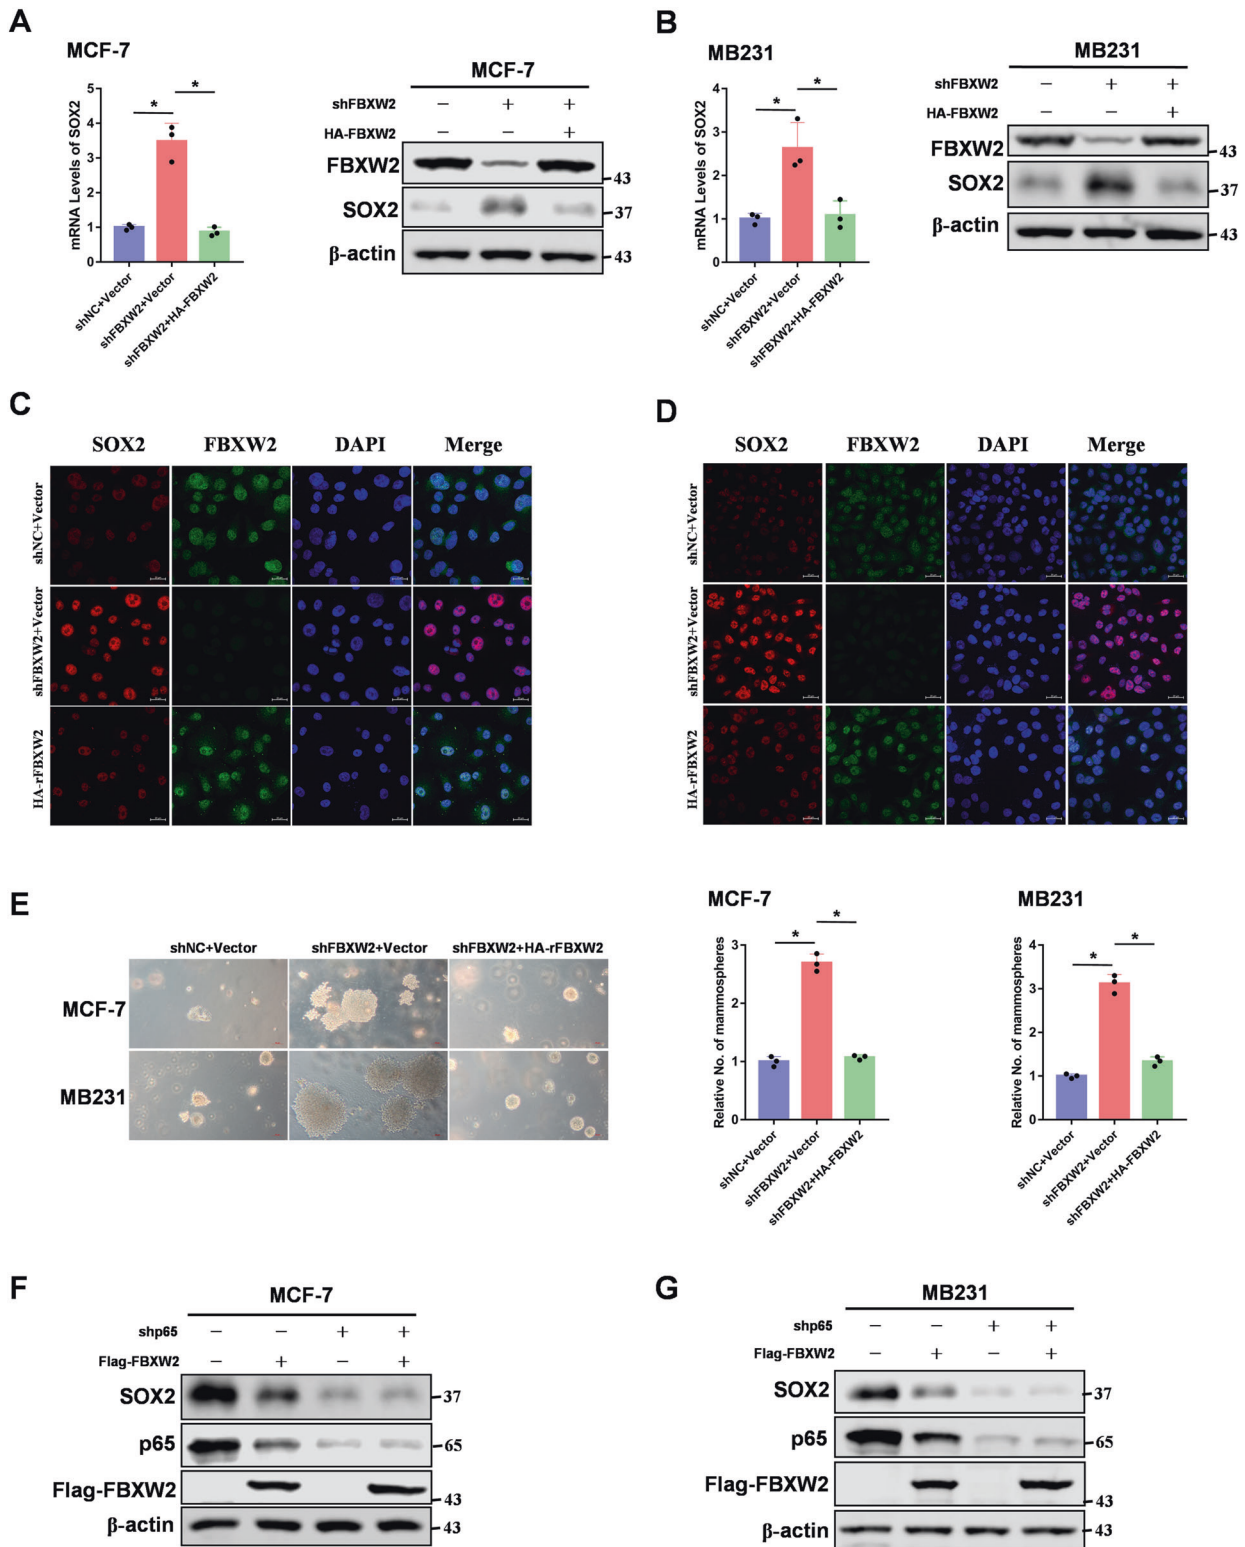 A
MCF-7
mRNA Levels of SOX2
5
4
3
2
1
0
*
*
shNC+Vector
shFBXW2+Vector
shFBXW2+HA-FBXW2
MCF-7
shFBXW2 – + +
HA-FBXW2 – – +
FBXW2
43
SOX2
37
β-actin
43
B
MB231
mRNA Levels of SOX2
4
3
2
1
0
*
*
shNC+Vector
shFBXW2+Vector
shFBXW2+HA-FBXW2
MB231
shFBXW2 – + +
HA-FBXW2 – – +
FBXW2
43
SOX2
37
β-actin
43
C
SOX2 FBXW2 DAPI Merge
shNC+Vector
shFBXW2+Vector
HA-rFBXW2
D
SOX2 FBXW2 DAPI Merge
shNC+Vector
shFBXW2+Vector
HA-rFBXW2
E
shNC+Vector shFBXW2+Vector shFBXW2+HA-rFBXW2
MCF-7
MB231
MCF-7
Relative No. of mammospheres
3
2
1
0
*
*
shNC+Vector
shFBXW2+Vector
shFBXW2+HA-FBXW2
MB231
Relative No. of mammospheres
4
3
2
1
0
*
*
shNC+Vector
shFBXW2+Vector
shFBXW2+HA-FBXW2
F
MCF-7
shp65 – – + +
Flag-FBXW2 – + – +
SOX2
37
p65
65
Flag-FBXW2
43
β-actin
43
G
MB231
shp65 – – + +
Flag-FBXW2 – + – +
SOX2
37
p65
65
Flag-FBXW2
43
β-actin
43